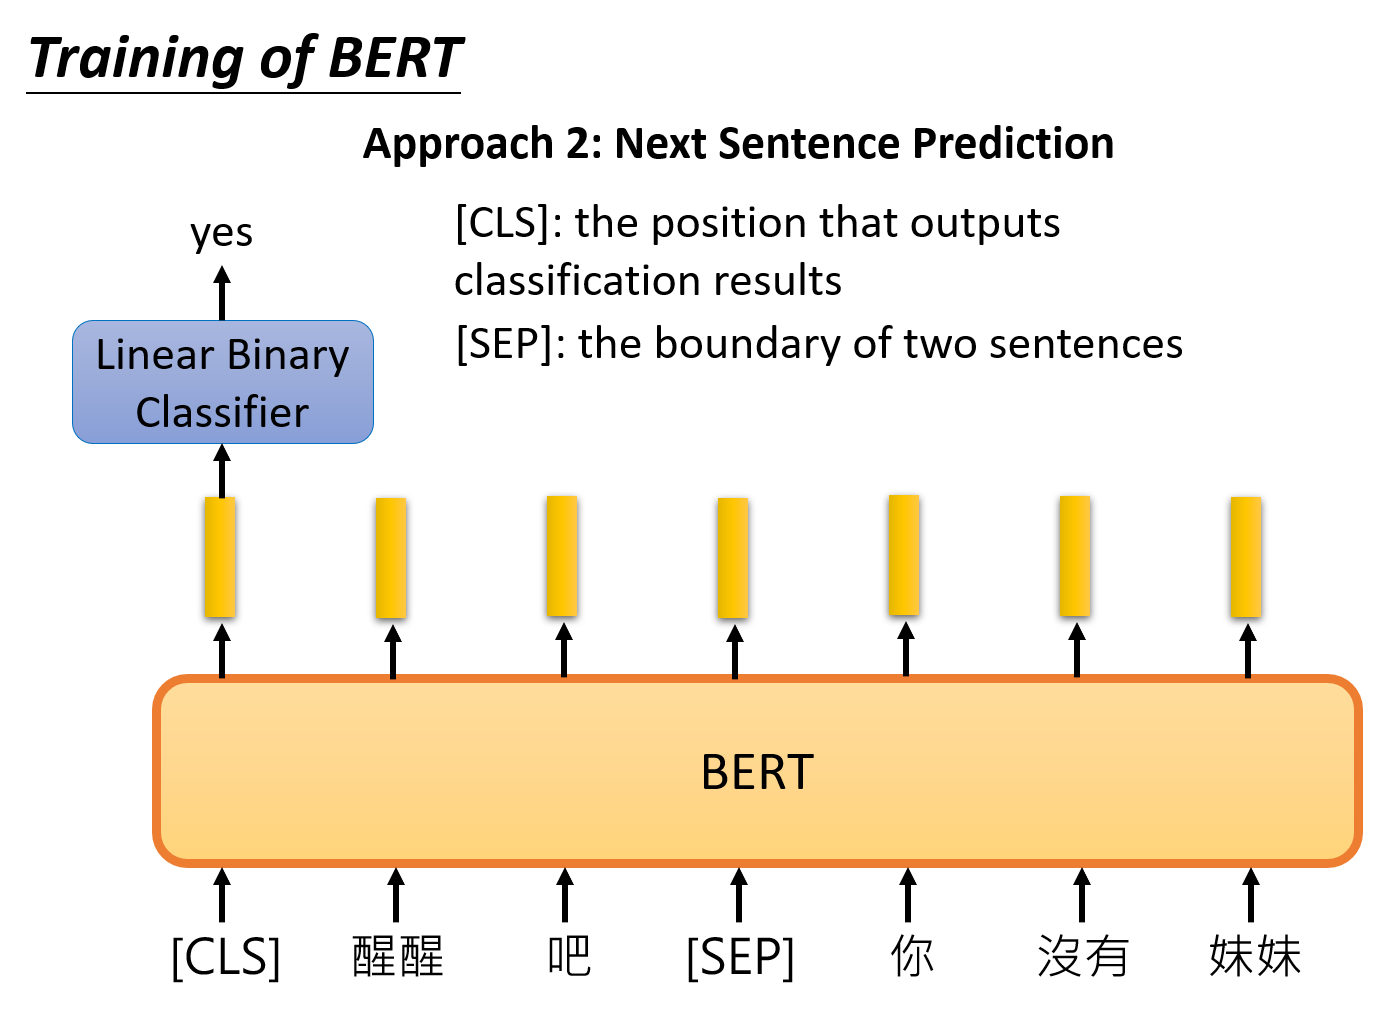 Training of BERT
Approach 2: Next Sentence Prediction
[CLS]: the position that outputs
classification results
[SEP]: the boundary of two sentences
yes
Linear Binary
Classifier
BERT
[CLS] 醒醒 吧 [SEP] 你 沒有 妹妹